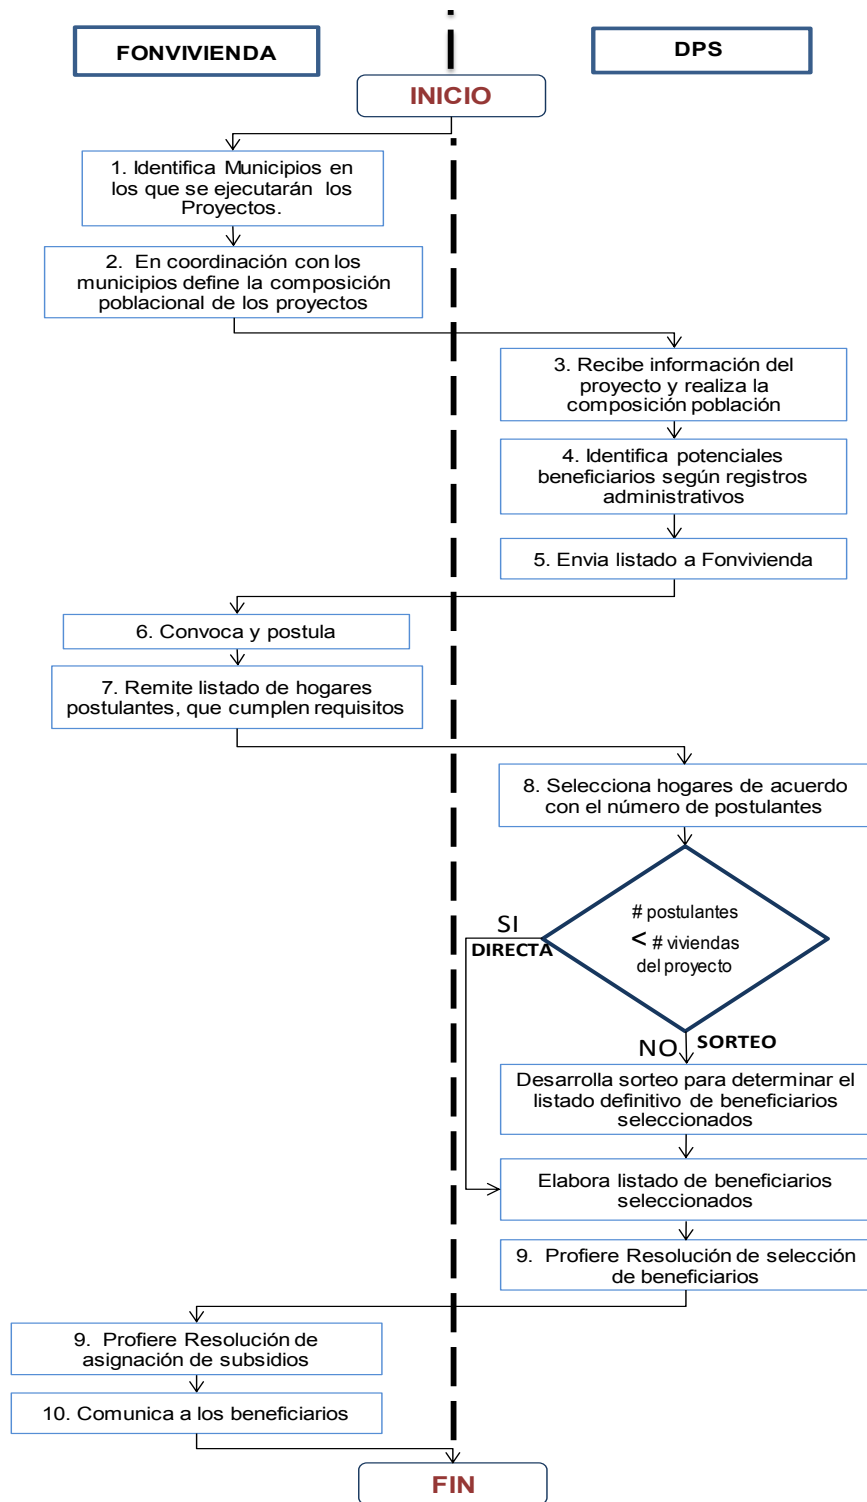 FONVIVIENDA
DPS
INICIO
1. Identifica Municipios en
los que se ejecutarán los
Proyectos.
2. En coordinación con los
municipios define la composición
poblacional de los proyectos
3. Recibe información del
proyecto y realiza la
composición población
4. Identifica potenciales
beneficiarios según registros
administrativos
5. Envia listado a Fonvivienda
6. Convoca y postula
7. Remite listado de hogares
postulantes, que cumplen requisitos
8. Selecciona hogares de acuerdo
con el número de postulantes
# postulantes
< # viviendas
del proyecto
SI
DIRECTA
NO SORTEO
Desarrolla sorteo para determinar el
listado definitivo de beneficiarios
seleccionados
Elabora listado de beneficiarios
seleccionados
9. Profiere Resolución de selección
de beneficiarios
9. Profiere Resolución de
asignación de subsidios
10. Comunica a los beneficiarios
FIN